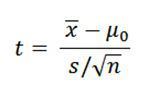 t = (x̅ − μ₀) / (s/√n)